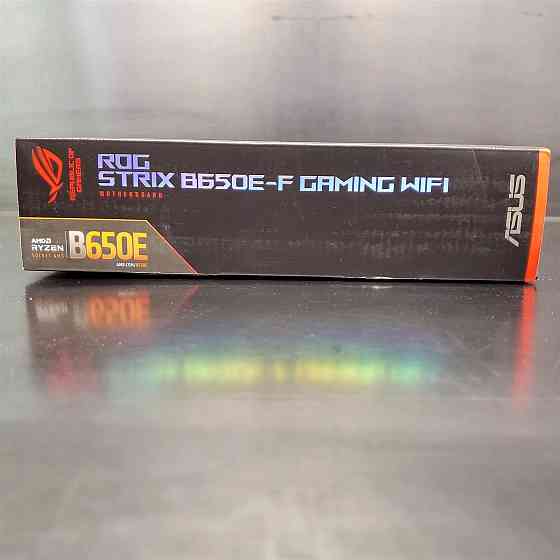 REPUBLIC OF
GAMERS
ROG
STRIX B650E-F GAMING WIFI
MOTHERBOARD
ASUS
AMD
RYZEN
SOCKET AM5
B650E